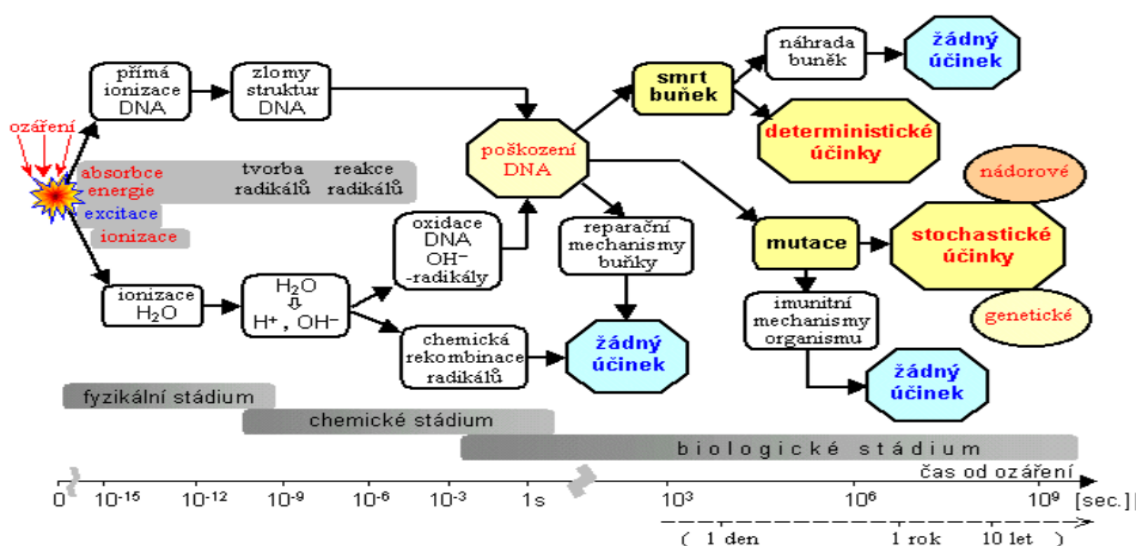 ozáření
přímá
ionizace
DNA
zlomy
struktur
DNA
absorbce
energie
tvorba
radikálů
reakce
radikálů
excitace
ionizace
ionizace
H₂O
H₂O
⇩
H⁺ , OH⁻
oxidace
DNA
OH⁻
-radikály
chemická
rekombinace
radikálů
poškození
DNA
smrt
buňek
náhrada
buněk
žádný
účinek
deterministické
účinky
reparační
mechanismy
buňky
žádný
účinek
mutace
stochastické
účinky
nádorové
genetické
imunitní
mechanismy
organismu
žádný
účinek
fyzikální stádium
chemické stádium
biologické stádium
čas od ozáření
0 10⁻¹⁵ 10⁻¹² 10⁻⁹ 10⁻⁶ 10⁻³ 1s 10³ 10⁶ 10⁹ [sec.]
( 1 den 1 rok 10 let )